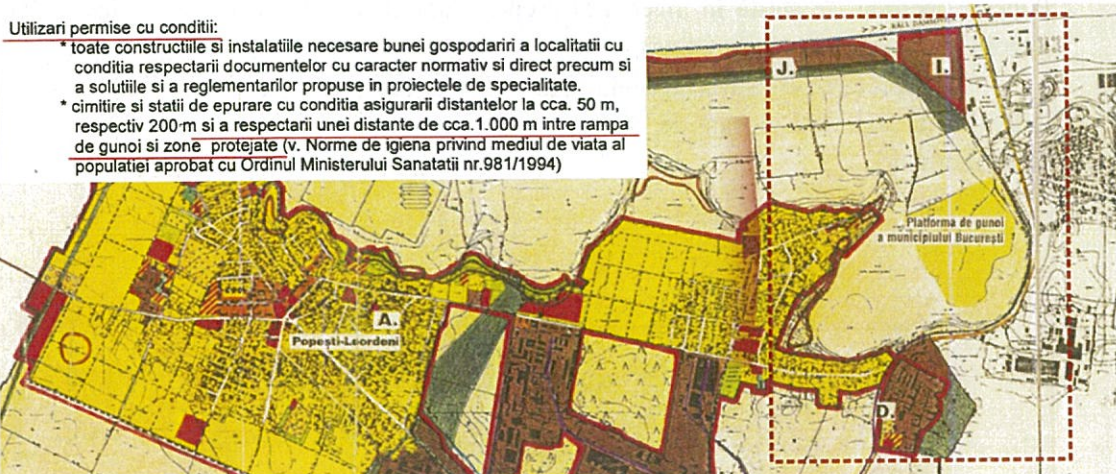 Utilizari permise cu conditii:
* toate constructiile si instalatiile necesare bunei gospodariri a localitatii cu
conditia respectarii documentelor cu caracter normativ si direct precum si
a solutiile si a reglementarilor propuse in proiectele de specialitate.
* cimitire si statii de epurare cu conditia asigurarii distantelor la cca. 50 m,
respectiv 200 m si a respectarii unei distante de cca.1.000 m intre rampa
de gunoi si zone protejate (v. Norme de igiena privind mediul de viata al
populatiei aprobat cu Ordinul Ministerului Sanatatii nr.981/1994)
J.
I.
Platforma de gunoi
a municipiului Bucureşti
A.
Popeşti-Leordeni
D.